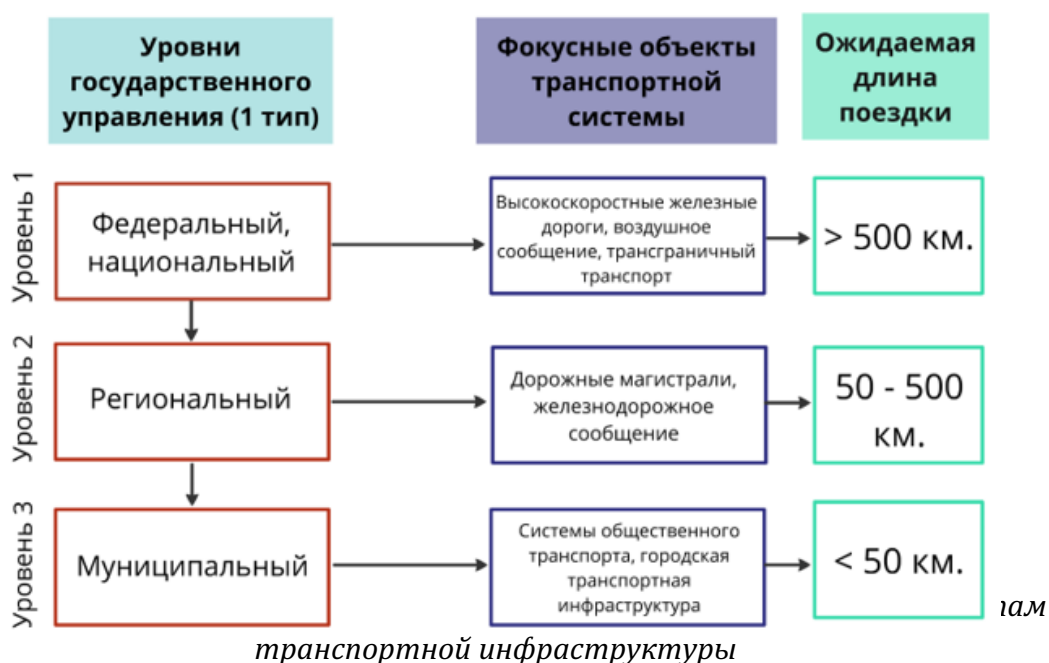 Уровни
государственного
управления (1 тип)
Фокусные объекты
транспортной
системы
Ожидаемая
длина
поездки
Уровень 1
Федеральный,
национальный
Высокоскоростные железные
дороги, воздушное
сообщение, трансграничный
транспорт
> 500 км.
Уровень 2
Региональный
Дорожные магистрали,
железнодорожное
сообщение
50 - 500
км.
Уровень 3
Муниципальный
Системы общественного
транспорта, городская
транспортная
инфраструктура
< 50 км.
транспортной инфраструктуры